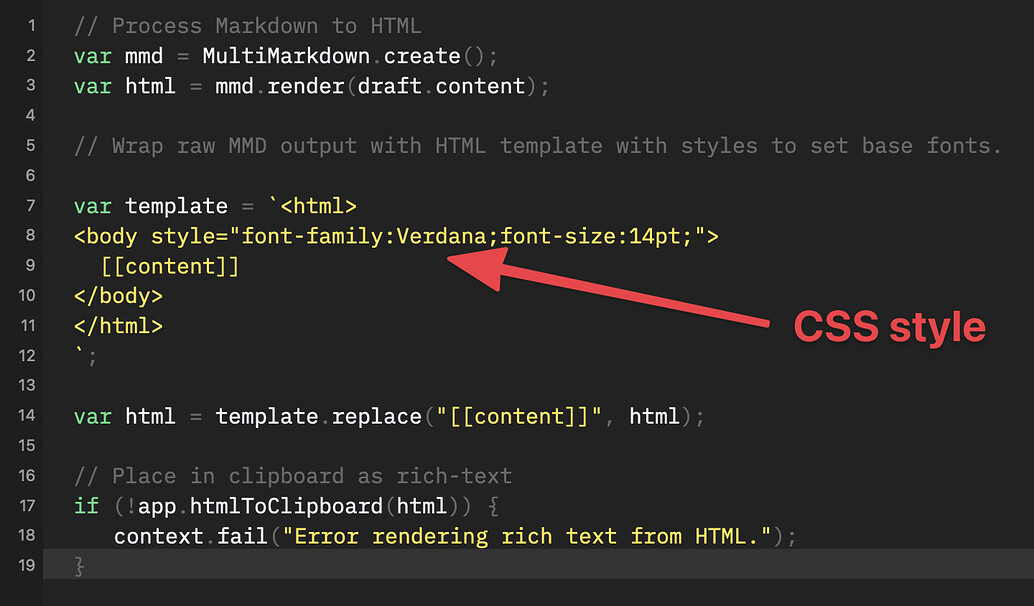 1 // Process Markdown to HTML
2 var mmd = MultiMarkdown.create();
3 var html = mmd.render(draft.content);
4
5 // Wrap raw MMD output with HTML template with styles to set base fonts.
6
7 var template = `<html>
8 <body style="font-family:Verdana;font-size:14pt;">
9   [[content]]
10 </body>
11 </html>
CSS style
12 `;
13
14 var html = template.replace("[[content]]", html);
15
16 // Place in clipboard as rich-text
17 if (!app.htmlToClipboard(html)) {
18    context.fail("Error rendering rich text from HTML.");
19 }